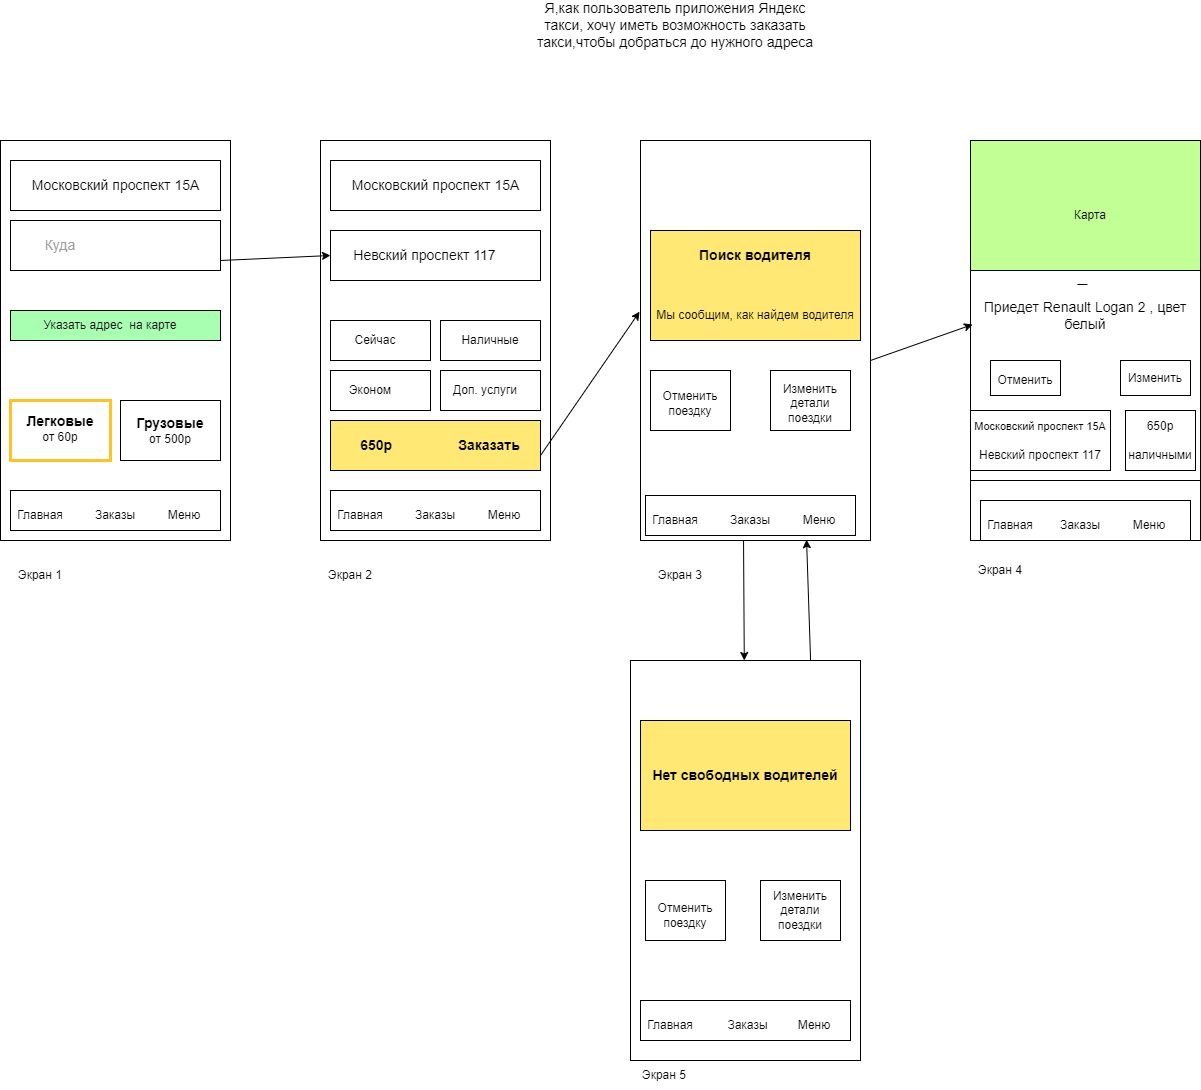 Я,как пользователь приложения Яндекс
такси, хочу иметь возможность заказать
такси,чтобы добраться до нужного адреса
Московский проспект 15А
Куда
Указать адрес на карте
Легковые
от 60р
Грузовые
от 500р
Главная Заказы Меню
Экран 1
Московский проспект 15А
Невский проспект 117
Сейчас
Наличные
Эконом
Доп. услуги
650р Заказать
Главная Заказы Меню
Экран 2
Поиск водителя
Мы сообщим, как найдем водителя
Отменить
поездку
Изменить
детали
поездки
Главная Заказы Меню
Экран 3
Карта
Приедет Renault Logan 2 , цвет
белый
Отменить
Изменить
Московский проспект 15А
Невский проспект 117
650р
наличными
Главная Заказы Меню
Экран 4
Нет свободных водителей
Отменить
поездку
Изменить
детали
поездки
Главная Заказы Меню
Экран 5